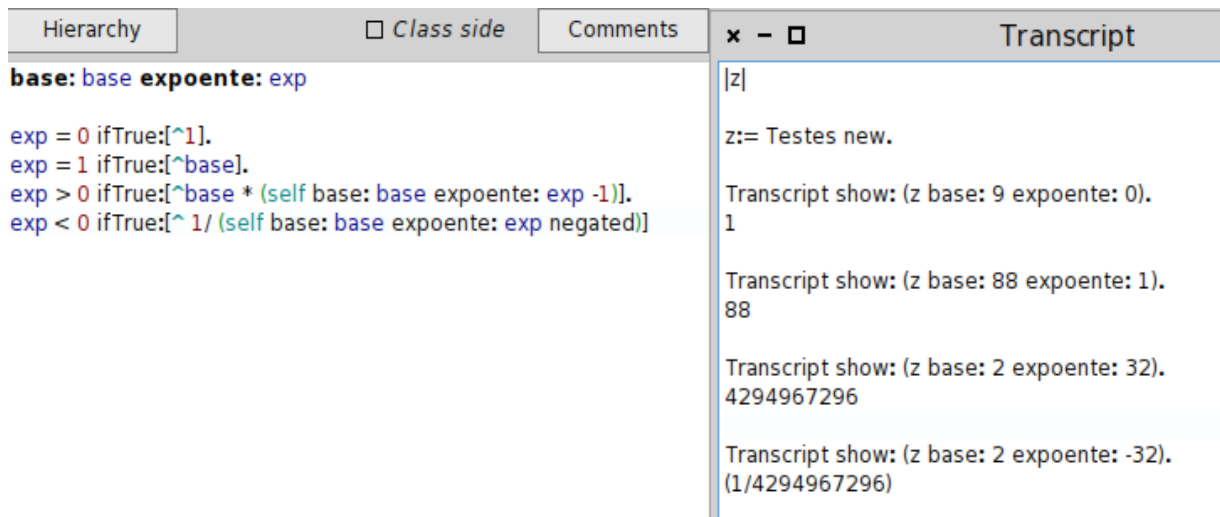 Hierarchy
Class side
Comments
base: base expoente: exp
exp = 0 ifTrue:[^1].
exp = 1 ifTrue:[^base].
exp > 0 ifTrue:[^base * (self base: base expoente: exp -1)].
exp < 0 ifTrue:[^ 1/ (self base: base expoente: exp negated)]
Transcript
|z|
z:= Testes new.
Transcript show: (z base: 9 expoente: 0).
1
Transcript show: (z base: 88 expoente: 1).
88
Transcript show: (z base: 2 expoente: 32).
4294967296
Transcript show: (z base: 2 expoente: -32).
(1/4294967296)